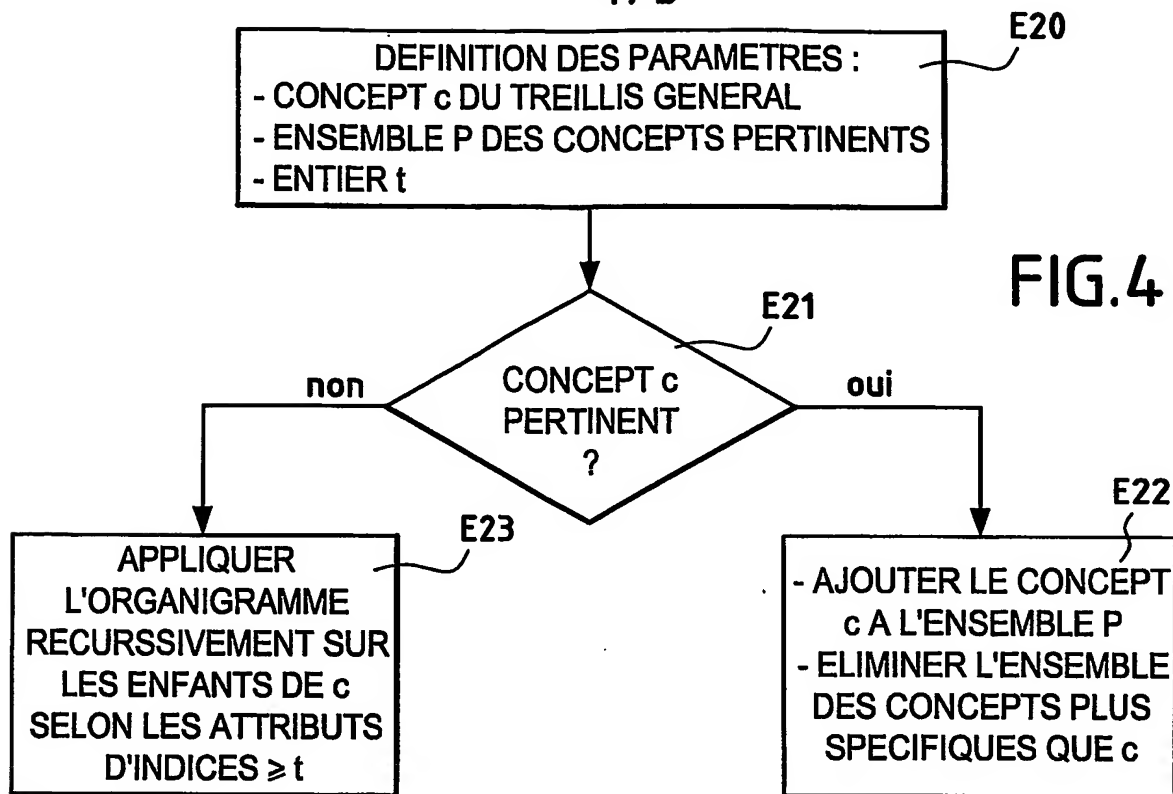 E20
DEFINITION DES PARAMETRES :
- CONCEPT c DU TREILLIS GENERAL
- ENSEMBLE P DES CONCEPTS PERTINENTS
- ENTIER t
FIG.4
E21
CONCEPT c
PERTINENT
?
non
oui
E23
APPLIQUER
L'ORGANIGRAMME
RECURSSIVEMENT SUR
LES ENFANTS DE c
SELON LES ATTRIBUTS
D'INDICES ≥ t
E22
- AJOUTER LE CONCEPT
c A L'ENSEMBLE P
- ELIMINER L'ENSEMBLE
DES CONCEPTS PLUS
SPECIFIQUES QUE c